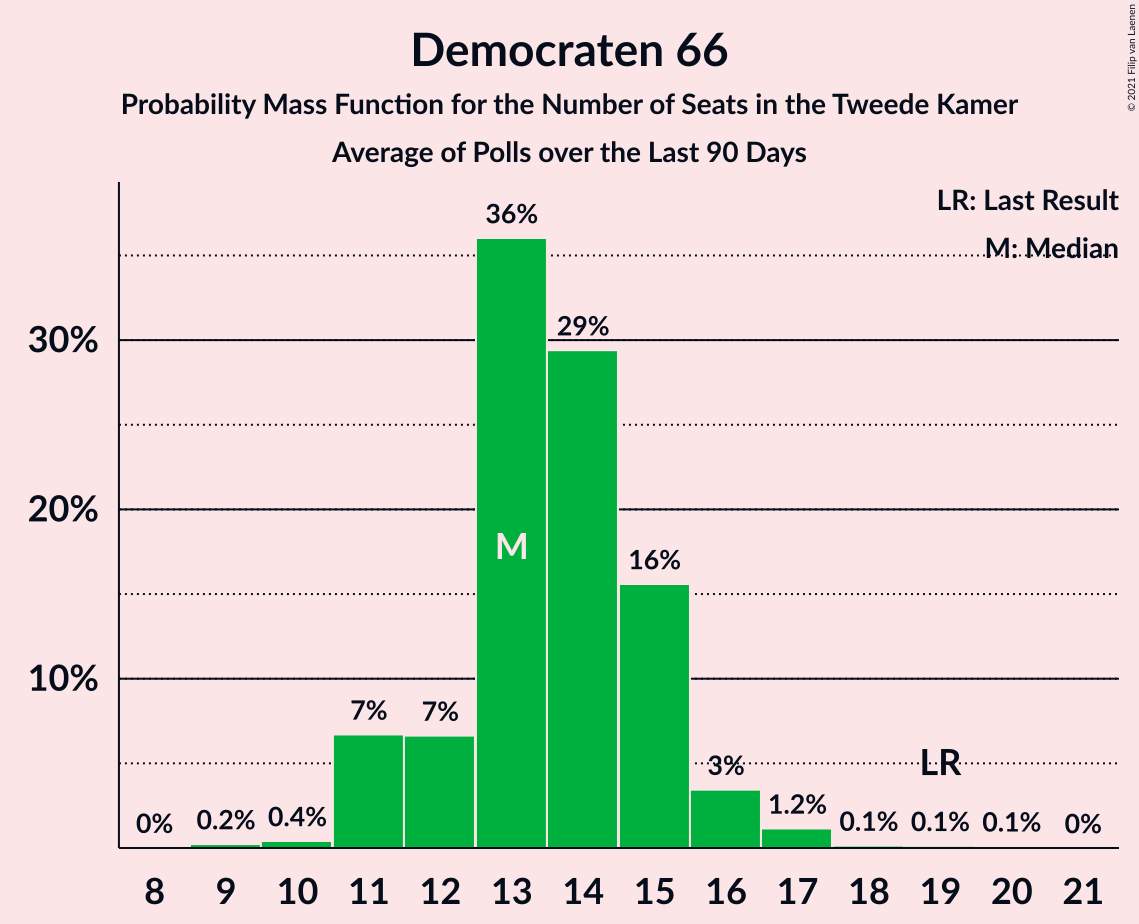 Democraten 66
Probability Mass Function for the Number of Seats in the Tweede Kamer
Average of Polls over the Last 90 Days
© 2021 Filip van Laenen
LR: Last Result
M: Median
36%
29%
16%
7%
7%
3%
1.2%
0%
0.2%
0.4%
0.1%
0.1%
0.1%
0%
M
LR
30%
20%
10%
8 9 10 11 12 13 14 15 16 17 18 19 20 21